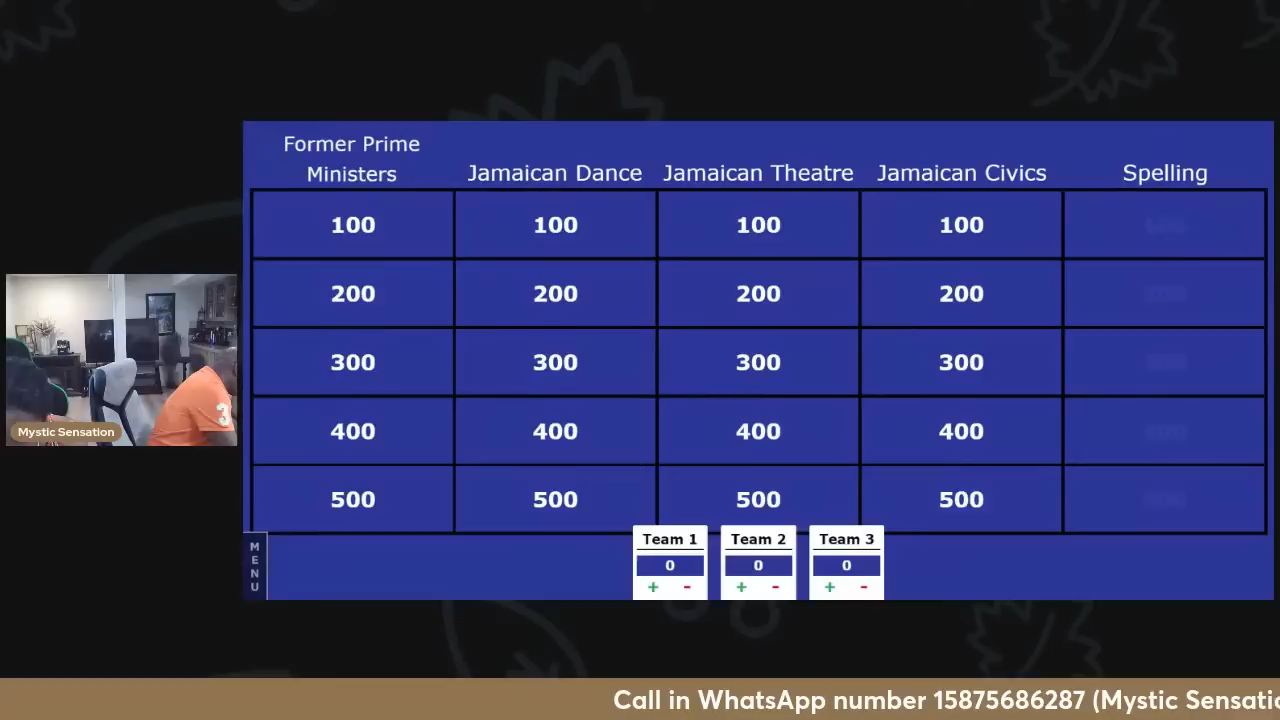 Former Prime
Ministers
Jamaican Dance
Jamaican Theatre
Jamaican Civics
Spelling
100
100
100
100
200
200
200
200
300
300
300
300
400
400
400
400
500
500
500
500
Mystic Sensation
3
MENU
Team 1
Team 2
Team 3
0
0
0
+ -
+ -
+ -
Call in WhatsApp number 15875686287 (Mystic Sensatio